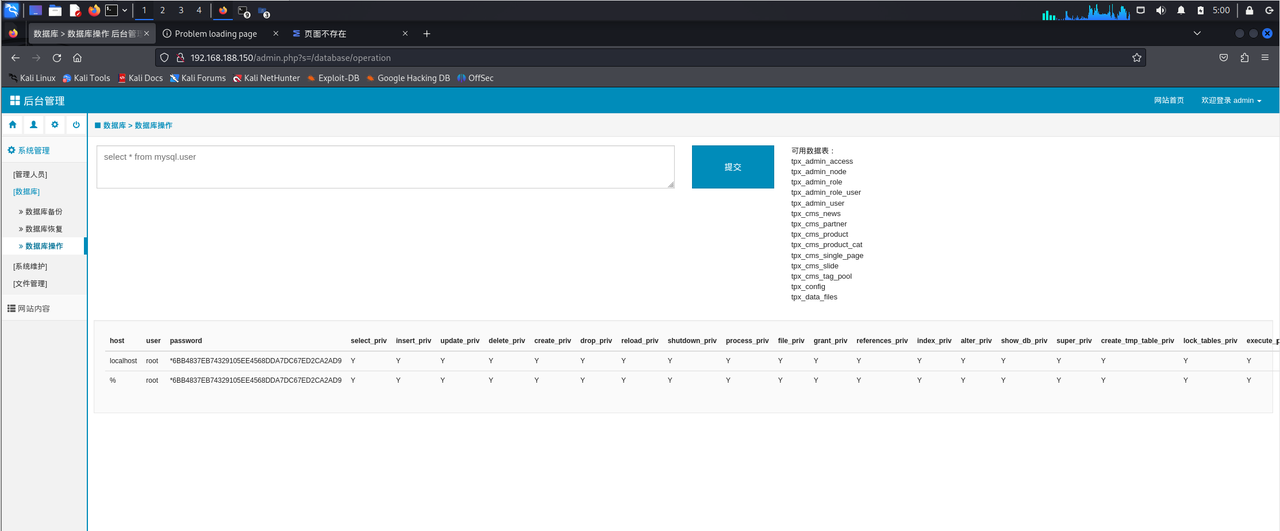 1 2 3 4 5:00
数据库 > 数据库操作 后台管 Problem loading page 页面不存在
192.168.188.150/admin.php?s=/database/operation
Kali Linux Kali Tools Kali Docs Kali Forums Kali NetHunter Exploit-DB Google Hacking DB OffSec
后台管理 网站首页 欢迎登录 admin
数据库 > 数据库操作
系统管理
[管理人员]
[数据库]
» 数据库备份
» 数据库恢复
» 数据库操作
[系统维护]
[文件管理]
网站内容
select * from mysql.user
提交
可用数据表：
tpx_admin_access
tpx_admin_node
tpx_admin_role
tpx_admin_role_user
tpx_admin_user
tpx_cms_news
tpx_cms_partner
tpx_cms_product
tpx_cms_product_cat
tpx_cms_single_page
tpx_cms_slide
tpx_cms_tag_pool
tpx_config
tpx_data_files
host user password select_priv insert_priv update_priv delete_priv create_priv drop_priv reload_priv shutdown_priv process_priv file_priv grant_priv references_priv index_priv alter_priv show_db_priv super_priv create_tmp_table_priv lock_tables_priv execute_p
localhost root *6BB4837EB74329105EE4568DDA7DC67ED2CA2AD9 Y Y Y Y Y Y Y Y Y Y Y Y Y Y Y Y Y Y Y
% root *6BB4837EB74329105EE4568DDA7DC67ED2CA2AD9 Y Y Y Y Y Y Y Y Y Y Y Y Y Y Y Y Y Y Y